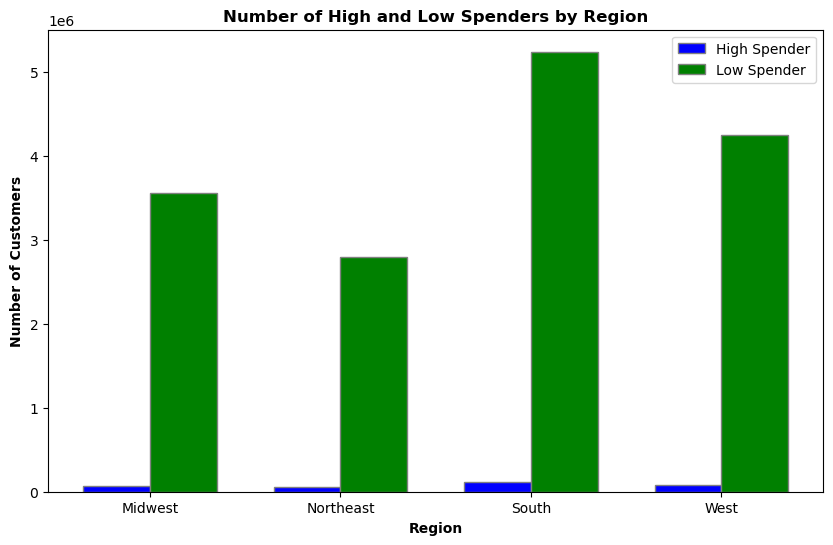 Number of High and Low Spenders by Region
1e6
High Spender
Low Spender
5
4
3
2
1
0
Number of Customers
Midwest Northeast South West
Region